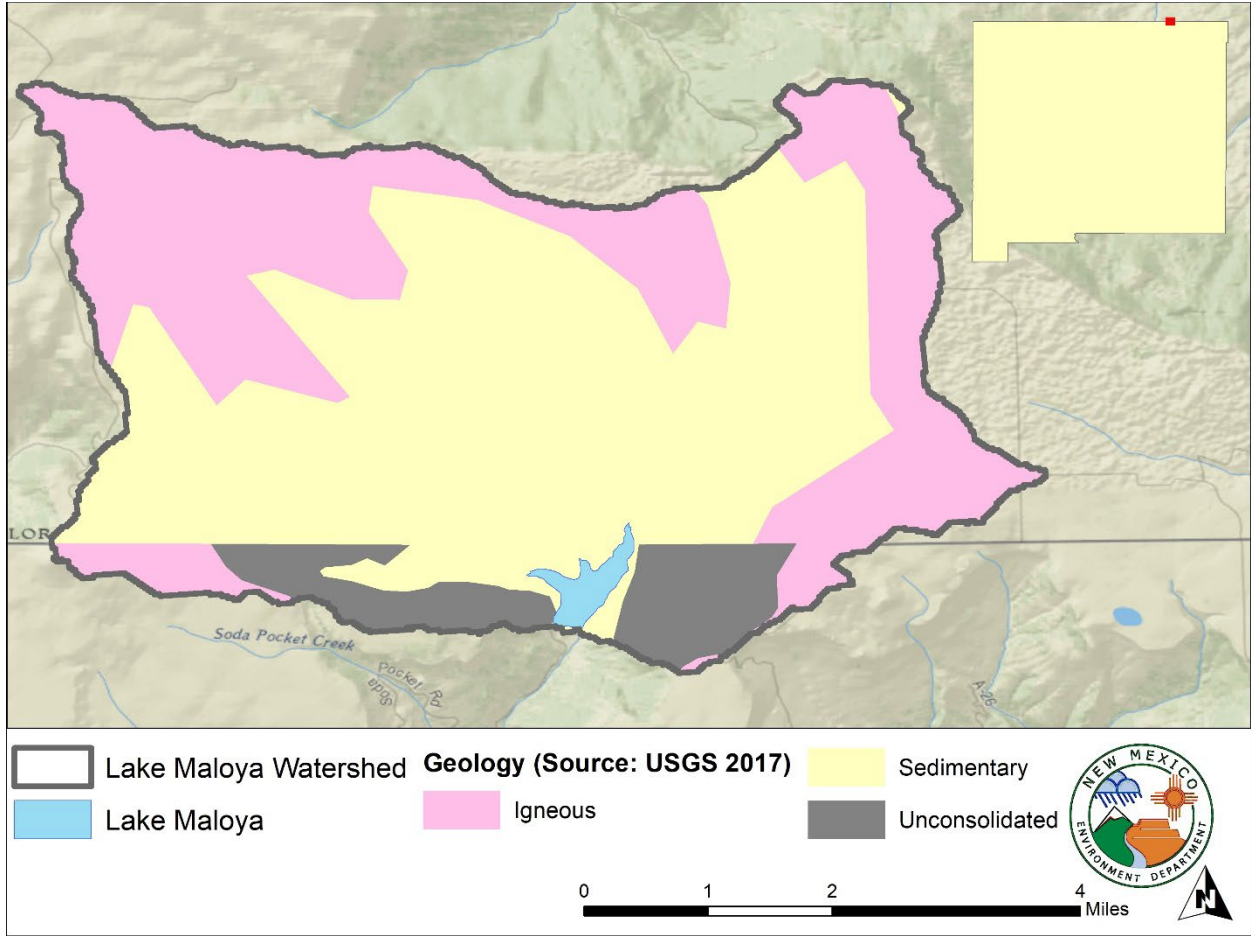 LOR
Soda Pocket Creek
Pocket Rd
Soda
A-26
Lake Maloya Watershed
Lake Maloya
Geology (Source: USGS 2017)
Igneous
Sedimentary
Unconsolidated
NEW MEXICO
ENVIRONMENT DEPARTMENT
0 1 2 4
Miles
N